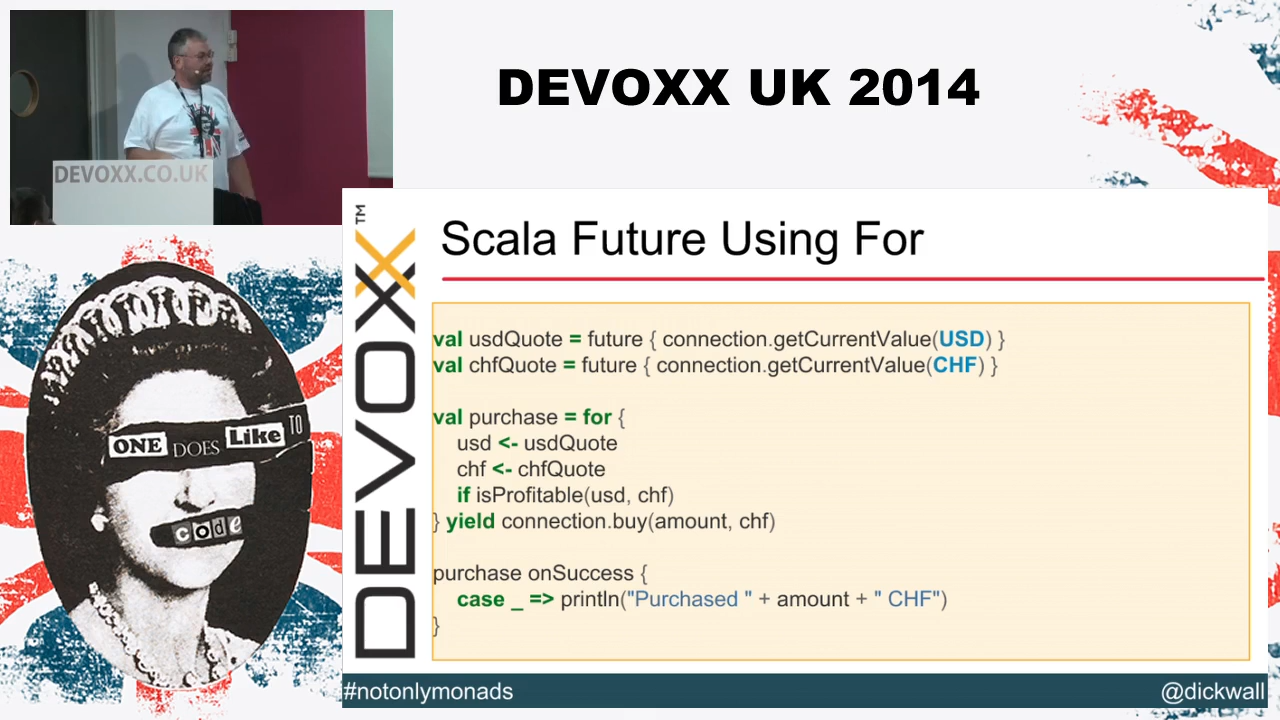 DEVOXX UK 2014
DEVOXX.CO.UK
ONE DOES Like TO
code
DEVOXX™
Scala Future Using For
val usdQuote = future { connection.getCurrentValue(USD) }
val chfQuote = future { connection.getCurrentValue(CHF) }
val purchase = for {
usd <- usdQuote
chf <- chfQuote
if isProfitable(usd, chf)
} yield connection.buy(amount, chf)
purchase onSuccess {
case _ => println("Purchased " + amount + " CHF")
}
#notonlymonads
@dickwall